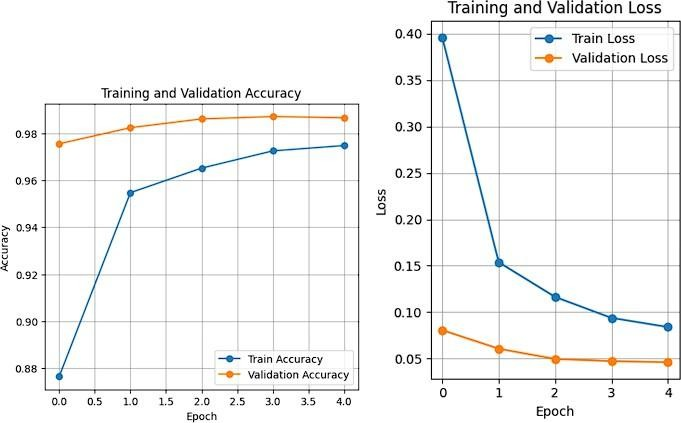 Training and Validation Accuracy
0.98
0.96
0.94
0.92
0.90
0.88
Accuracy
Train Accuracy
Validation Accuracy
0.0 0.5 1.0 1.5 2.0 2.5 3.0 3.5 4.0
Epoch
Training and Validation Loss
0.40
0.35
0.30
0.25
0.20
0.15
0.10
0.05
Loss
Train Loss
Validation Loss
0 1 2 3 4
Epoch